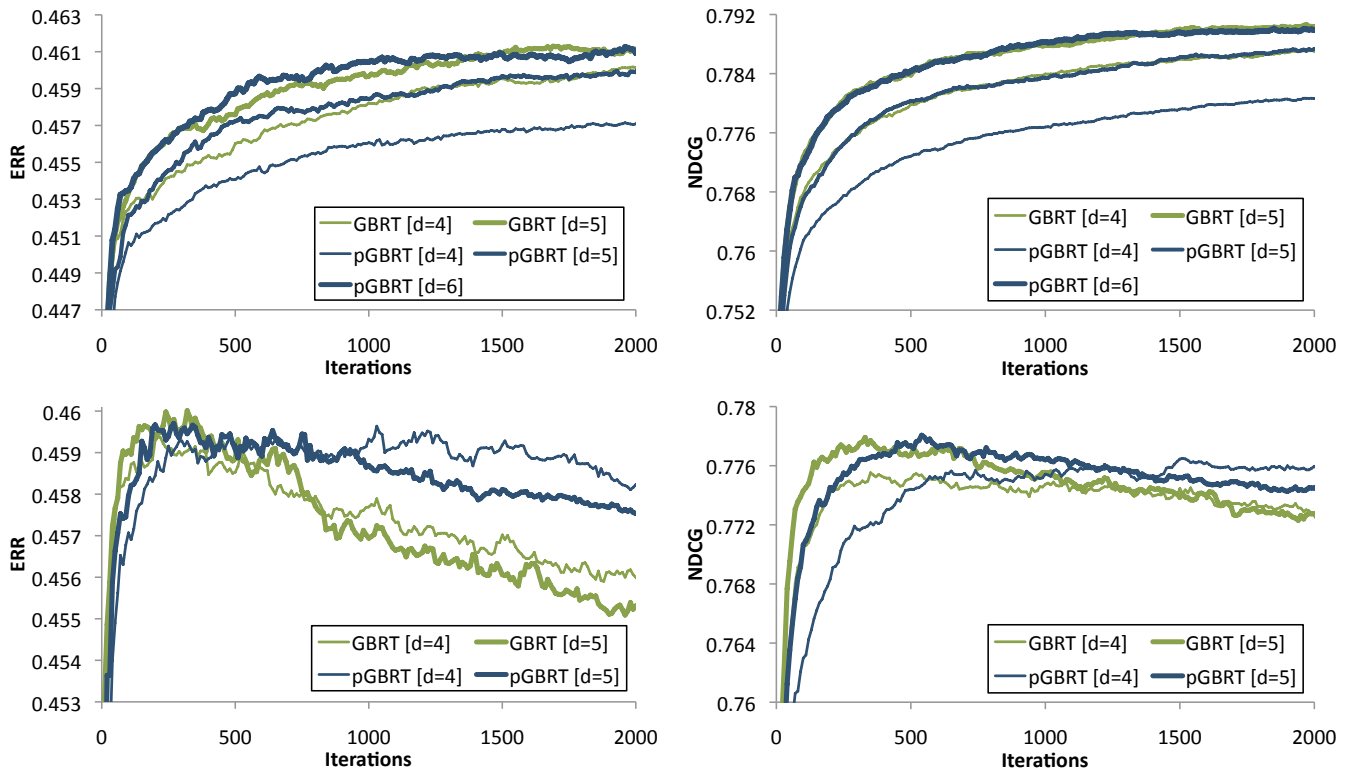 0.463
0.461
0.459
0.457
0.455
0.453
0.451
0.449
0.447
ERR
GBRT [d=4] GBRT [d=5]
pGBRT [d=4] pGBRT [d=5]
pGBRT [d=6]
0 500 1000 1500 2000
Iterations
0.792
0.784
0.776
0.768
0.76
0.752
NDCG
GBRT [d=4] GBRT [d=5]
pGBRT [d=4] pGBRT [d=5]
pGBRT [d=6]
0 500 1000 1500 2000
Iterations
0.46
0.459
0.458
0.457
0.456
0.455
0.454
0.453
ERR
GBRT [d=4] GBRT [d=5]
pGBRT [d=4] pGBRT [d=5]
0 500 1000 1500 2000
Iterations
0.78
0.776
0.772
0.768
0.764
0.76
NDCG
GBRT [d=4] GBRT [d=5]
pGBRT [d=4] pGBRT [d=5]
0 500 1000 1500 2000
Iterations